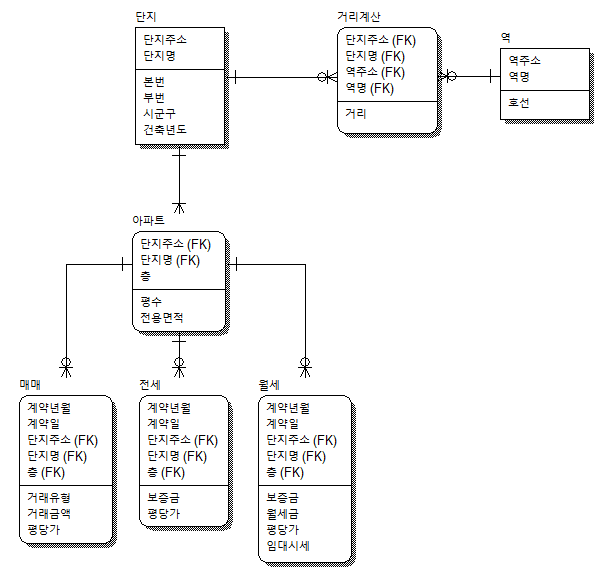 단지
단지주소
단지명
본번
부번
시군구
건축년도
거리계산
단지주소 (FK)
단지명 (FK)
역주소 (FK)
역명 (FK)
거리
역
역주소
역명
호선
아파트
단지주소 (FK)
단지명 (FK)
층
평수
전용면적
매매
계약년월
계약일
단지주소 (FK)
단지명 (FK)
층 (FK)
거래유형
거래금액
평당가
전세
계약년월
계약일
단지주소 (FK)
단지명 (FK)
층 (FK)
보증금
평당가
월세
계약년월
계약일
단지주소 (FK)
단지명 (FK)
층 (FK)
보증금
월세금
평당가
임대시세